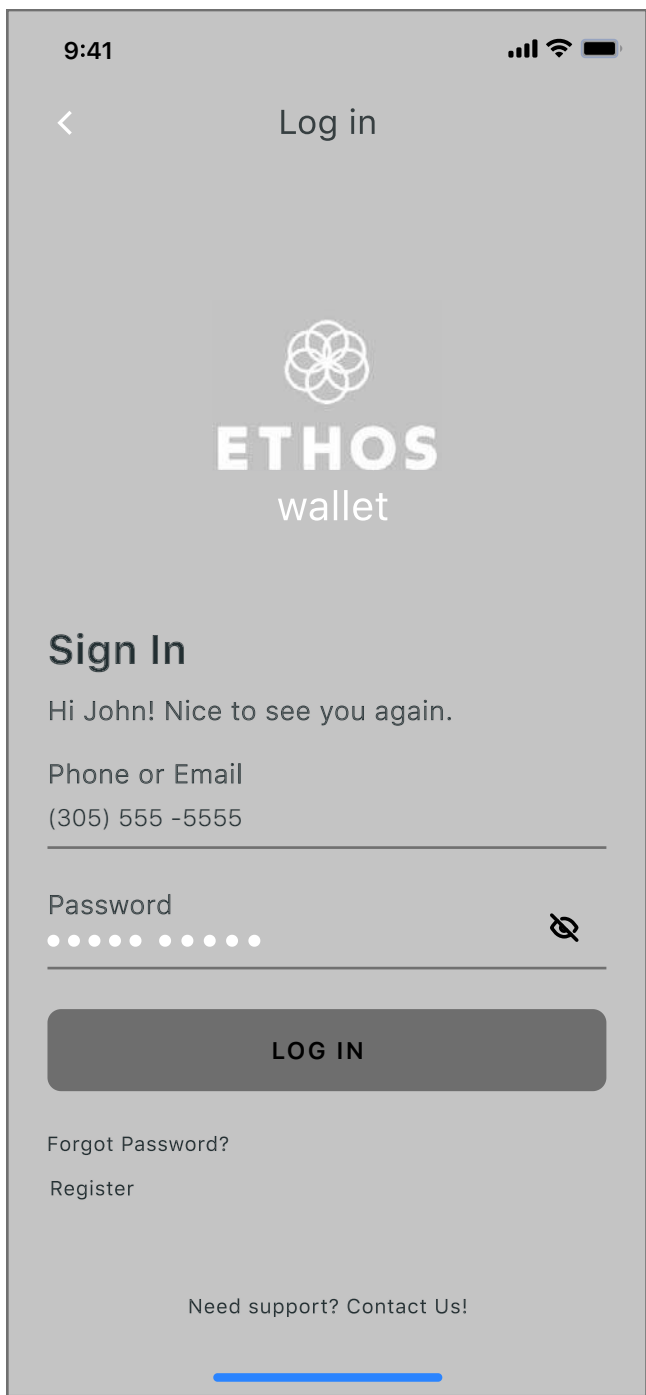 9:41
Log in
ETHOS
wallet
Sign In
Hi John! Nice to see you again.
Phone or Email
(305) 555 -5555
Password
LOG IN
Forgot Password?
Register
Need support? Contact Us!